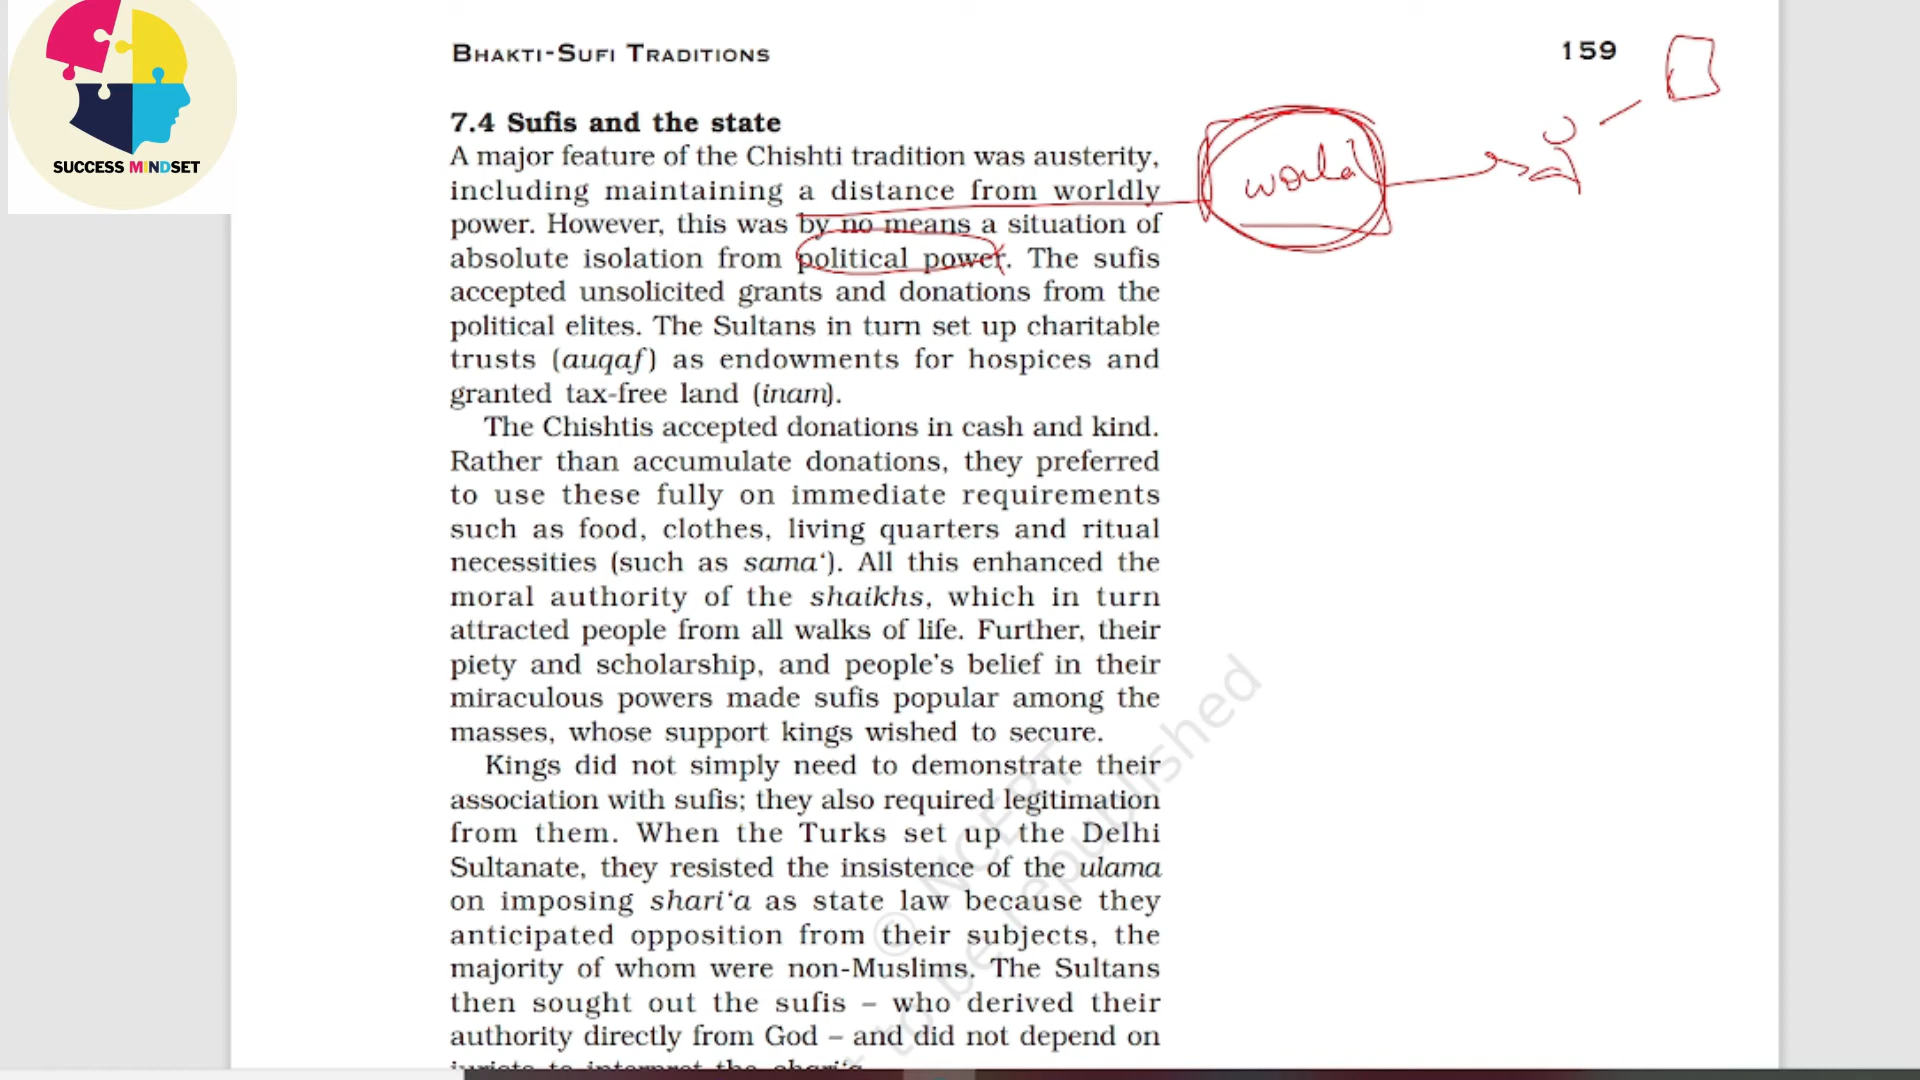 SUCCESS MINDSET
BHAKTI-SUFI TRADITIONS
159
7.4 Sufis and the state
A major feature of the Chishti tradition was austerity,
including maintaining a distance from worldly
power. However, this was by no means a situation of
absolute isolation from political power. The sufis
accepted unsolicited grants and donations from the
political elites. The Sultans in turn set up charitable
trusts (auqaf) as endowments for hospices and
granted tax-free land (inam).
The Chishtis accepted donations in cash and kind.
Rather than accumulate donations, they preferred
to use these fully on immediate requirements
such as food, clothes, living quarters and ritual
necessities (such as sama‘). All this enhanced the
moral authority of the shaikhs, which in turn
attracted people from all walks of life. Further, their
piety and scholarship, and people's belief in their
miraculous powers made sufis popular among the
masses, whose support kings wished to secure.
Kings did not simply need to demonstrate their
association with sufis; they also required legitimation
from them. When the Turks set up the Delhi
Sultanate, they resisted the insistence of the ulama
on imposing shari‘a as state law because they
anticipated opposition from their subjects, the
majority of whom were non-Muslims. The Sultans
then sought out the sufis – who derived their
authority directly from God – and did not depend on
jurists to interpret the shari‘a.
world
© NCERT
to be republished